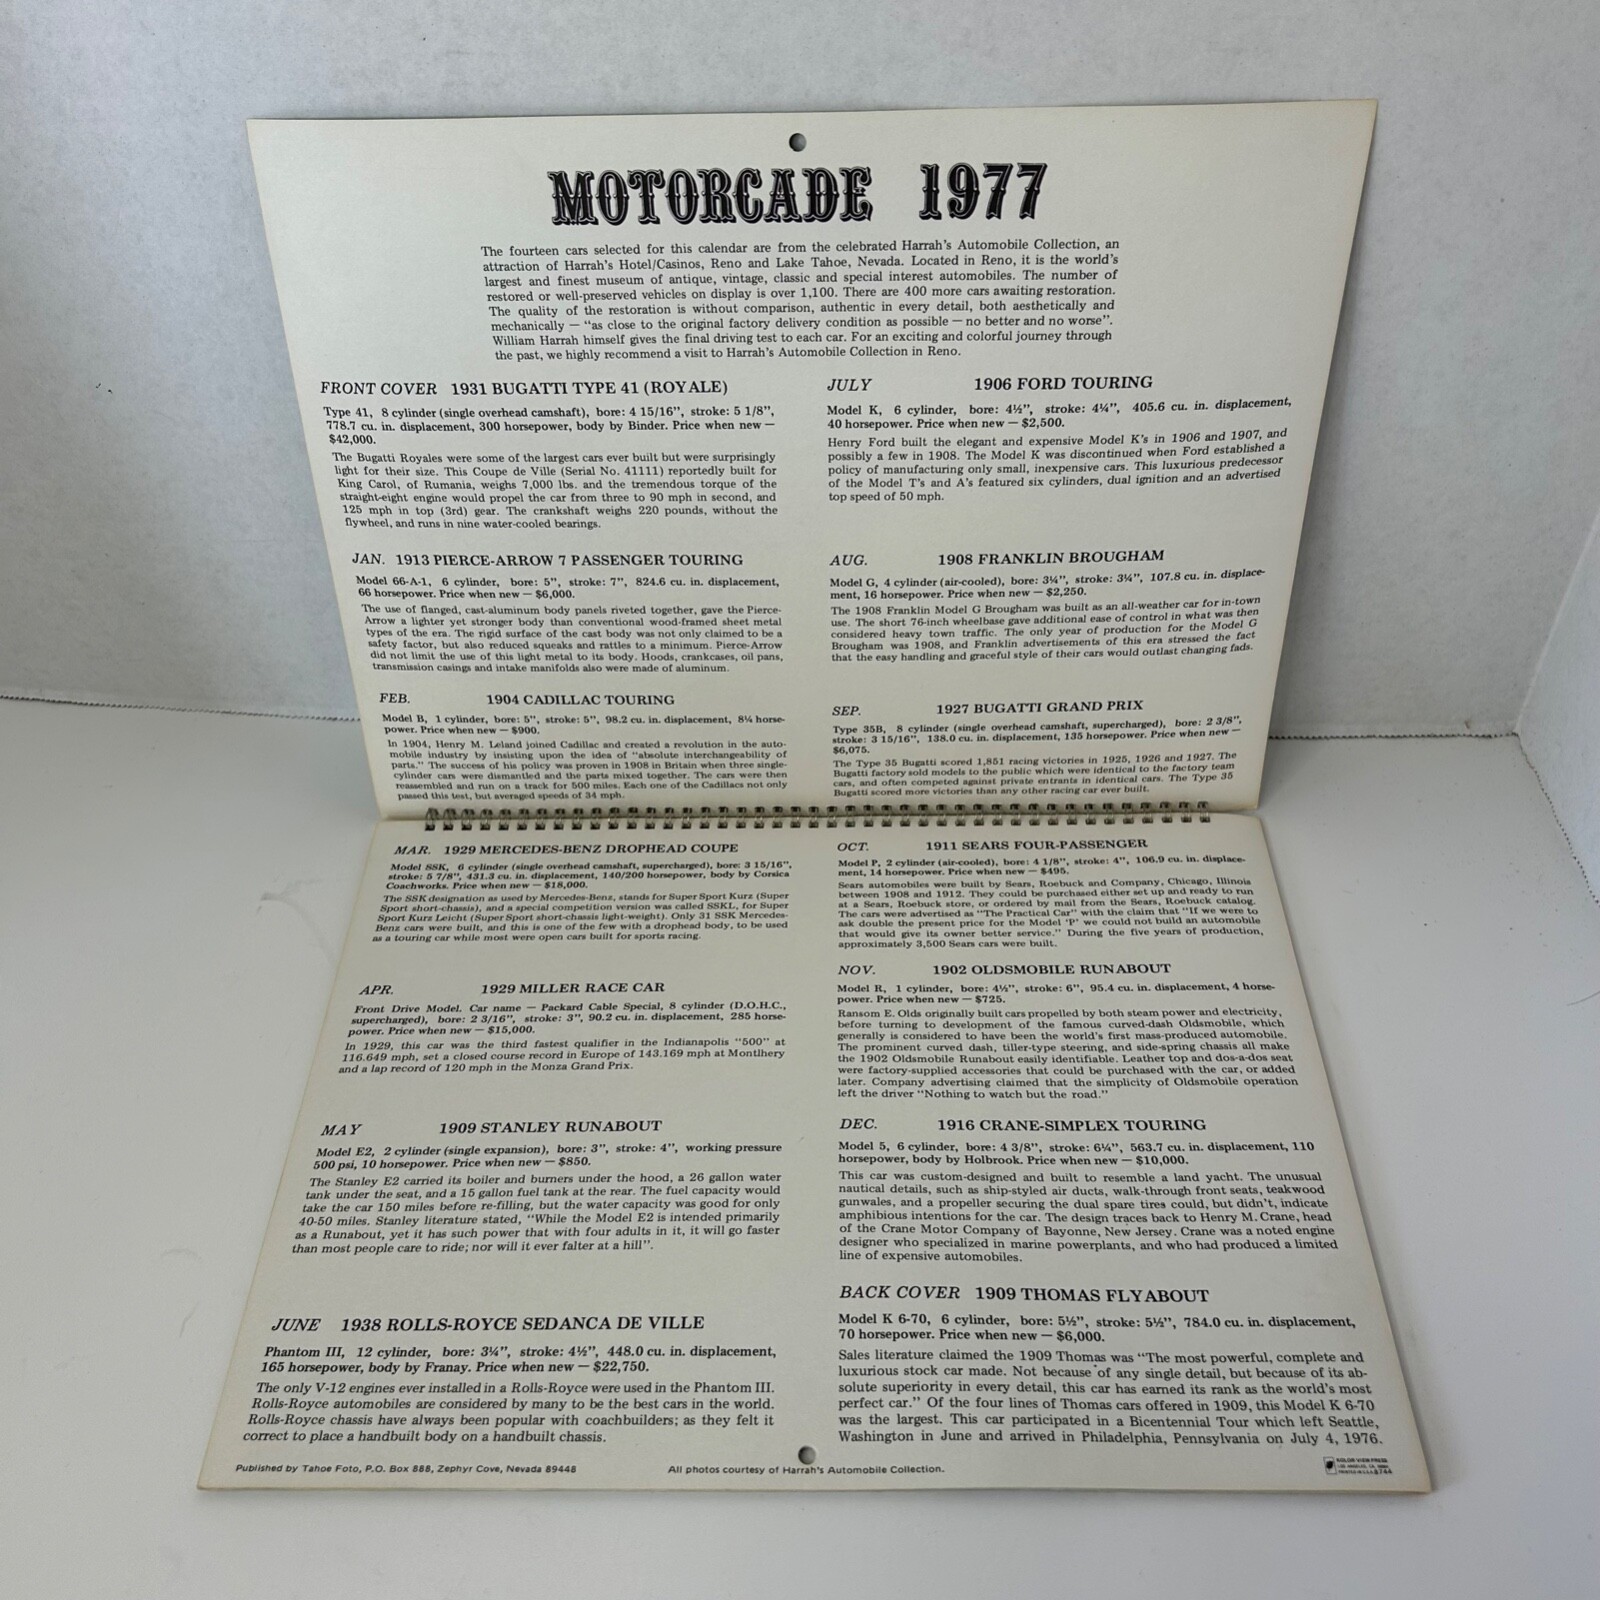 MOTORCADE 1977
The fourteen cars selected for this calendar are from the celebrated Harrah's Automobile Collection, an
attraction of Harrah's Hotel/Casinos, Reno and Lake Tahoe, Nevada. Located in Reno, it is the world's
largest and finest museum of antique, vintage, classic and special interest automobiles. The number of
restored or well-preserved vehicles on display is over 1,100. There are 400 more cars awaiting restoration.
The quality of the restoration is without comparison, authentic in every detail, both aesthetically and
mechanically — "as close to the original factory delivery condition as possible — no better and no worse".
William Harrah himself gives the final driving test to each car. For an exciting and colorful journey through
the past, we highly recommend a visit to Harrah's Automobile Collection in Reno.
FRONT COVER 1931 BUGATTI TYPE 41 (ROYALE)
Type 41, 8 cylinder (single overhead camshaft), bore: 4 15/16", stroke: 5 1/8",
778.7 cu. in. displacement, 300 horsepower, body by Binder. Price when new —
$42,000.
The Bugatti Royales were some of the largest cars ever built but were surprisingly
light for their size. This Coupe de Ville (Serial No. 41111) reportedly built for
King Carol, of Rumania, weighs 7,000 lbs. and the tremendous torque of the
straight-eight engine would propel the car from three to 90 mph in second, and
125 mph in top (3rd) gear. The crankshaft weighs 220 pounds, without the
flywheel, and runs in nine water-cooled bearings.
JAN. 1913 PIERCE-ARROW 7 PASSENGER TOURING
Model 66-A-1, 6 cylinder, bore: 5", stroke: 7", 824.6 cu. in. displacement,
66 horsepower. Price when new — $6,000.
The use of flanged, cast-aluminum body panels riveted together, gave the Pierce-
Arrow a lighter yet stronger body than conventional wood-framed sheet metal
types of the era. The rigid surface of the cast body was not only claimed to be a
safety factor, but also reduced squeaks and rattles to a minimum. Pierce-Arrow
did not limit the use of this light metal to its body. Hoods, crankcases, oil pans,
transmission casings and intake manifolds also were made of aluminum.
FEB. 1904 CADILLAC TOURING
Model B, 1 cylinder, bore: 5", stroke: 5", 98.2 cu. in. displacement, 8¼ horse-
power. Price when new — $900.
In 1904, Henry M. Leland joined Cadillac and created a revolution in the auto-
mobile industry by insisting upon the idea of "absolute interchangeability of
parts." The success of his policy was proven in 1908 in Britain when three single-
cylinder cars were dismantled and the parts mixed together. The cars were then
reassembled and run on a track for 500 miles. Each one of the Cadillacs not only
passed this test, but averaged speeds of 34 mph.
MAR. 1929 MERCEDES-BENZ DROPHEAD COUPE
Model SSK, 6 cylinder (single overhead camshaft, supercharged), bore: 3 15/16",
stroke: 5 7/8", 431.3 cu. in. displacement, 140/200 horsepower, body by Corsica
Coachworks. Price when new — $18,000.
The SSK designation as used by Mercedes-Benz, stands for Super Sport Kurz (Super
Sport short-chassis), and a special competition version was called SSKL, for Super
Sport Kurz Leicht (Super Sport short-chassis light-weight). Only 31 SSK Mercedes-
Benz cars were built, and this is one of the few with a drophead body, to be used
as a touring car while most were open cars built for sports racing.
APR. 1929 MILLER RACE CAR
Front Drive Model. Car name — Packard Cable Special, 8 cylinder (D.O.H.C.,
supercharged), bore: 2 3/16", stroke: 3", 90.2 cu. in. displacement, 285 horse-
power. Price when new — $15,000.
In 1929, this car was the third fastest qualifier in the Indianapolis "500" at
116.649 mph, set a closed course record in Europe of 143.169 mph at Montlhery
and a lap record of 120 mph in the Monza Grand Prix.
MAY 1909 STANLEY RUNABOUT
Model E2, 2 cylinder (single expansion), bore: 3", stroke: 4", working pressure
500 psi, 10 horsepower. Price when new — $850.
The Stanley E2 carried its boiler and burners under the hood, a 26 gallon water
tank under the seat, and a 15 gallon fuel tank at the rear. The fuel capacity would
take the car 150 miles before re-filling, but the water capacity was good for only
40-50 miles. Stanley literature stated, "While the Model E2 is intended primarily
as a Runabout, yet it has such power that with four adults in it, it will go faster
than most people care to ride; nor will it ever falter at a hill".
JUNE 1938 ROLLS-ROYCE SEDANCA DE VILLE
Phantom III, 12 cylinder, bore: 3¼", stroke: 4½", 448.0 cu. in. displacement,
165 horsepower, body by Franay. Price when new — $22,750.
The only V-12 engines ever installed in a Rolls-Royce were used in the Phantom III.
Rolls-Royce automobiles are considered by many to be the best cars in the world.
Rolls-Royce chassis have always been popular with coachbuilders; as they felt it
correct to place a handbuilt body on a handbuilt chassis.
JULY 1906 FORD TOURING
Model K, 6 cylinder, bore: 4½", stroke: 4¼", 405.6 cu. in. displacement,
40 horsepower. Price when new — $2,500.
Henry Ford built the elegant and expensive Model K's in 1906 and 1907, and
possibly a few in 1908. The Model K was discontinued when Ford established a
policy of manufacturing only small, inexpensive cars. This luxurious predecessor
of the Model T's and A's featured six cylinders, dual ignition and an advertised
top speed of 50 mph.
AUG. 1908 FRANKLIN BROUGHAM
Model G, 4 cylinder (air-cooled), bore: 3¼", stroke: 3¼", 107.8 cu. in. displace-
ment, 16 horsepower. Price when new — $2,250.
The 1908 Franklin Model G Brougham was built as an all-weather car for in-town
use. The short 76-inch wheelbase gave additional ease of control in what was then
considered heavy town traffic. The only year of production for the Model G
Brougham was 1908, and Franklin advertisements of this era stressed the fact
that the easy handling and graceful style of their cars would outlast changing fads.
SEP. 1927 BUGATTI GRAND PRIX
Type 35B, 8 cylinder (single overhead camshaft, supercharged), bore: 2 3/8",
stroke: 3 15/16", 138.0 cu. in. displacement, 135 horsepower. Price when new —
$6,075.
The Type 35 Bugatti scored 1,851 racing victories in 1925, 1926 and 1927. The
Bugatti factory sold models to the public which were identical to the factory team
cars, and often competed against private entrants in identical cars. The Type 35
Bugatti scored more victories than any other racing car ever built.
OCT. 1911 SEARS FOUR-PASSENGER
Model P, 2 cylinder (air-cooled), bore: 4 1/8", stroke: 4", 106.9 cu. in. displace-
ment, 14 horsepower. Price when new — $495.
Sears automobiles were built by Sears, Roebuck and Company, Chicago, Illinois
between 1908 and 1912. They could be purchased either set up and ready to run
at a Sears, Roebuck store, or ordered by mail from the Sears, Roebuck catalog.
The cars were advertised as "The Practical Car" with the claim that "If we were to
ask double the present price for the Model 'P' we could not build an automobile
that would give its owner better service." During the five years of production,
approximately 3,500 Sears cars were built.
NOV. 1902 OLDSMOBILE RUNABOUT
Model R, 1 cylinder, bore: 4½", stroke: 6", 95.4 cu. in. displacement, 4 horse-
power. Price when new — $725.
Ransom E. Olds originally built cars propelled by both steam power and electricity,
before turning to development of the famous curved-dash Oldsmobile, which
generally is considered to have been the world's first mass-produced automobile.
The prominent curved dash, tiller-type steering, and side-spring chassis all make
the 1902 Oldsmobile Runabout easily identifiable. Leather top and dos-a-dos seat
were factory-supplied accessories that could be purchased with the car, or added
later. Company advertising claimed that the simplicity of Oldsmobile operation
left the driver "Nothing to watch but the road."
DEC. 1916 CRANE-SIMPLEX TOURING
Model 5, 6 cylinder, bore: 4 3/8", stroke: 6¼", 563.7 cu. in. displacement, 110
horsepower, body by Holbrook. Price when new — $10,000.
This car was custom-designed and built to resemble a land yacht. The unusual
nautical details, such as ship-styled air ducts, walk-through front seats, teakwood
gunwales, and a propeller securing the dual spare tires could, but didn't, indicate
amphibious intentions for the car. The design traces back to Henry M. Crane, head
of the Crane Motor Company of Bayonne, New Jersey. Crane was a noted engine
designer who specialized in marine powerplants, and who had produced a limited
line of expensive automobiles.
BACK COVER 1909 THOMAS FLYABOUT
Model K 6-70, 6 cylinder, bore: 5½", stroke: 5½", 784.0 cu. in. displacement,
70 horsepower. Price when new — $6,000.
Sales literature claimed the 1909 Thomas was "The most powerful, complete and
luxurious stock car made. Not because of any single detail, but because of its ab-
solute superiority in every detail, this car has earned its rank as the world's most
perfect car." Of the four lines of Thomas cars offered in 1909, this Model K 6-70
was the largest. This car participated in a Bicentennial Tour which left Seattle,
Washington in June and arrived in Philadelphia, Pennsylvania on July 4, 1976.
Published by Tahoe Foto, P.O. Box 888, Zephyr Cove, Nevada 89448
All photos courtesy of Harrah's Automobile Collection.
KOLOR VIEW PRESS